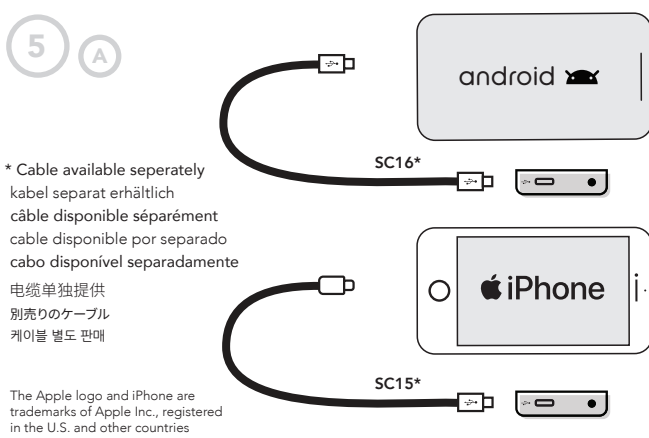 5
A
android
SC16*
* Cable available seperately
kabel separat erhältlich
câble disponible séparément
cable disponible por separado
cabo disponível separadamente
电缆单独提供
別売りのケーブル
케이블 별도 판매
iPhone
SC15*
The Apple logo and iPhone are
trademarks of Apple Inc., registered
in the U.S. and other countries